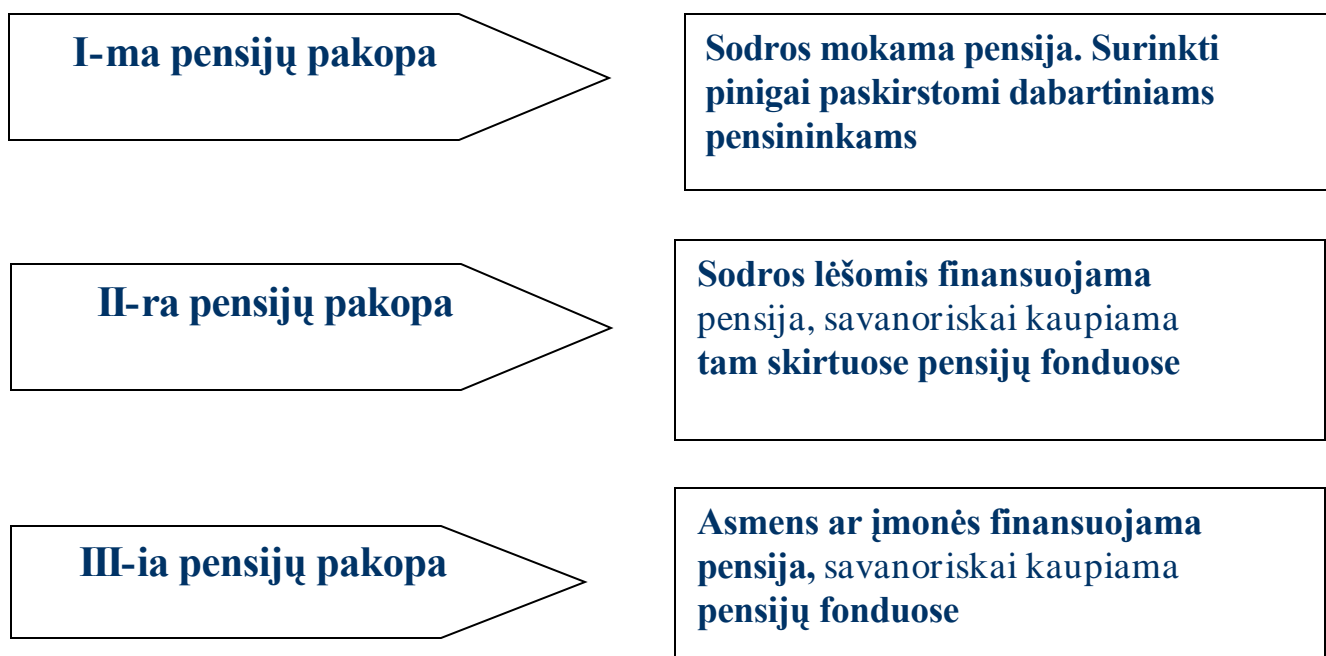 I-ma pensijų pakopa
Sodros mokama pensija. Surinkti
pinigai paskirstomi dabartiniams
pensininkams
II-ra pensijų pakopa
Sodros lėšomis finansuojama
pensija, savanoriskai kaupiama
tam skirtuose pensijų fonduose
III-ia pensijų pakopa
Asmens ar įmonės finansuojama
pensija, savanoriskai kaupiama
pensijų fonduose